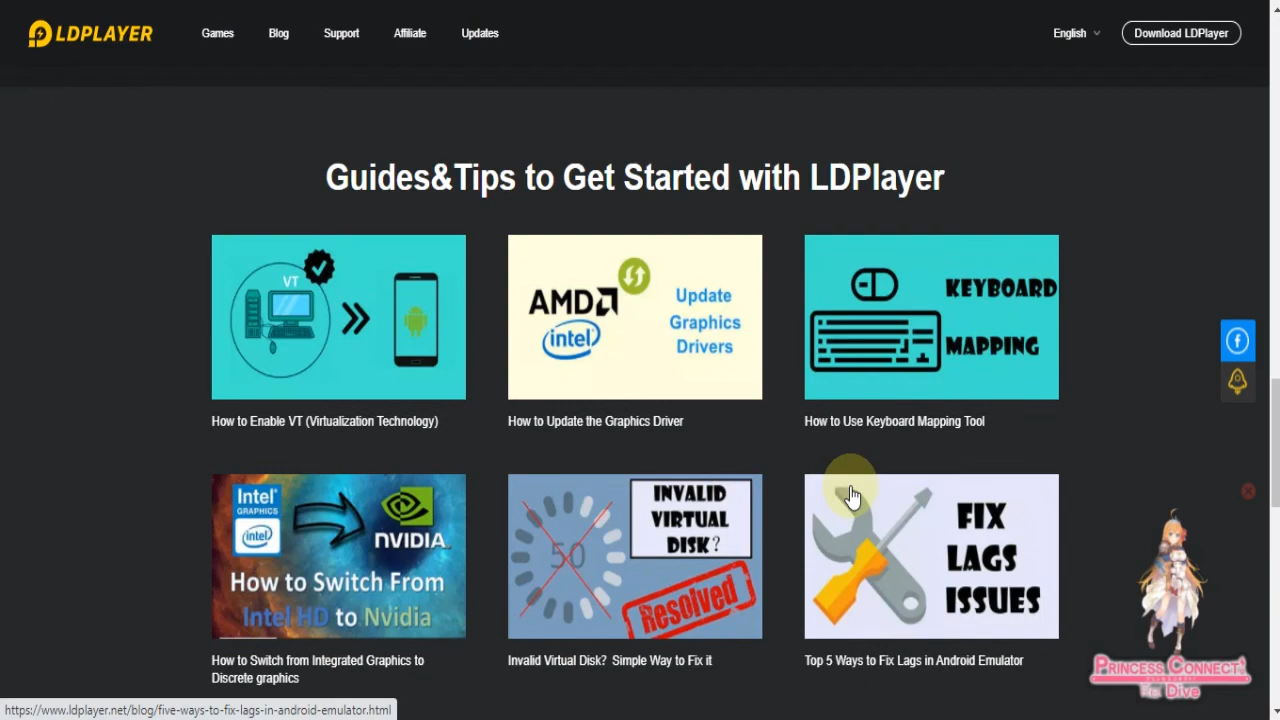 LDPLAYER
Games
Blog
Support
Affiliate
Updates
English
Download LDPlayer
Guides&Tips to Get Started with LDPlayer
VT
AMD
intel
Update
Graphics
Drivers
KEYBOARD
MAPPING
How to Enable VT (Virtualization Technology)
How to Update the Graphics Driver
How to Use Keyboard Mapping Tool
Intel
GRAPHICS
intel
NVIDIA
How to Switch From
Intel HD to Nvidia
INVALID
VIRTUAL
DISK?
50
Resolved
FIX
LAGS
ISSUES
How to Switch from Integrated Graphics to
Discrete graphics
Invalid Virtual Disk? Simple Way to Fix it
Top 5 Ways to Fix Lags in Android Emulator
PRINCESS CONNECT!
Re: Dive
https://www.ldplayer.net/blog/five-ways-to-fix-lags-in-android-emulator.html